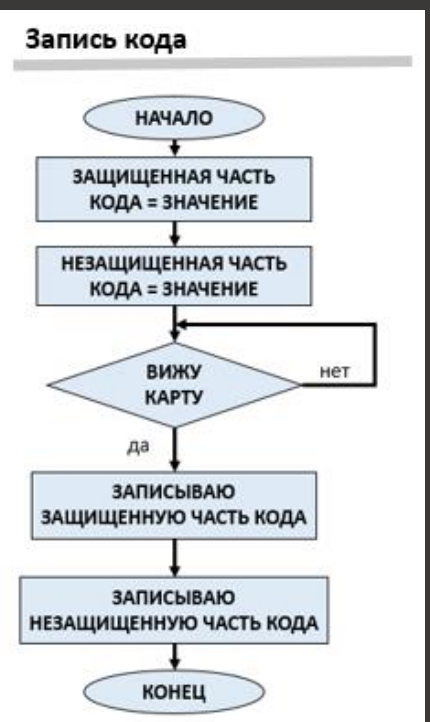 Запись кода
НАЧАЛО
ЗАЩИЩЕННАЯ ЧАСТЬ
КОДА = ЗНАЧЕНИЕ
НЕЗАЩИЩЕННАЯ ЧАСТЬ
КОДА = ЗНАЧЕНИЕ
ВИЖУ
КАРТУ
нет
да
ЗАПИСЫВАЮ
ЗАЩИЩЕННУЮ ЧАСТЬ КОДА
ЗАПИСЫВАЮ
НЕЗАЩИЩЕННУЮ ЧАСТЬ КОДА
КОНЕЦ